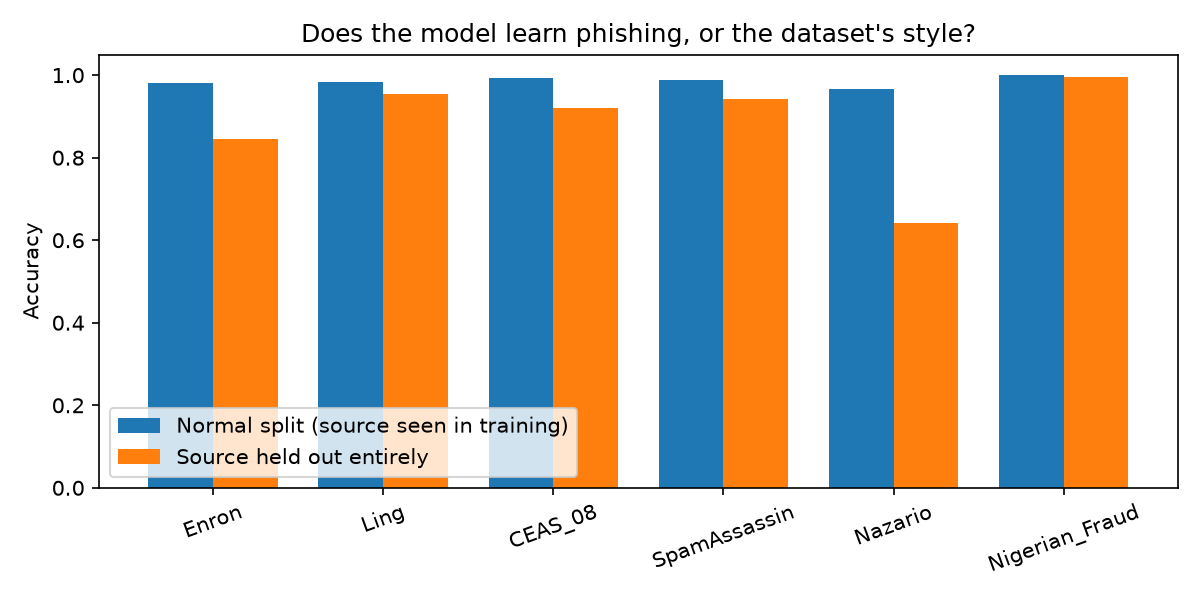 Does the model learn phishing, or the dataset's style?
Accuracy
1.0
0.8
0.6
0.4
0.2
0.0
Normal split (source seen in training)
Source held out entirely
Enron
Ling
CEAS_08
SpamAssassin
Nazario
Nigerian_Fraud